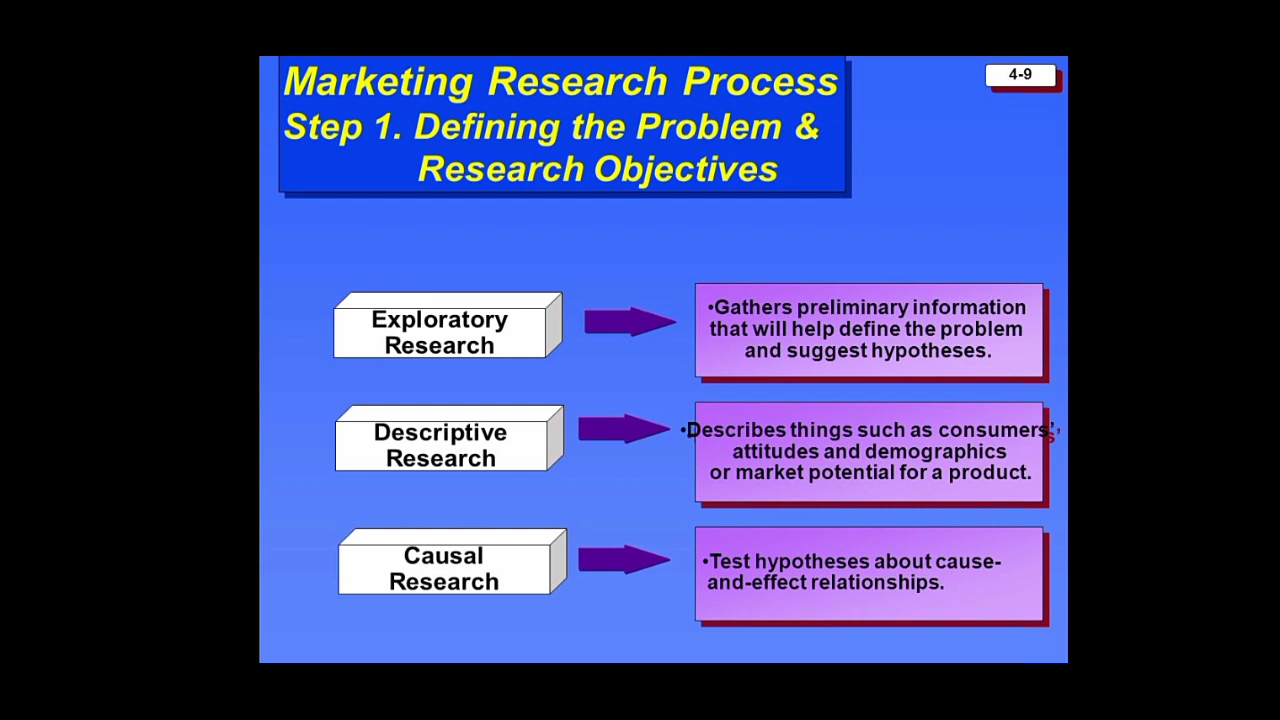 Marketing Research Process
4-9
Step 1. Defining the Problem &
Research Objectives
Exploratory
Research
•Gathers preliminary information
that will help define the problem
and suggest hypotheses.
Descriptive
Research
•Describes things such as consumers’
attitudes and demographics
or market potential for a product.
Causal
Research
•Test hypotheses about cause-
and-effect relationships.